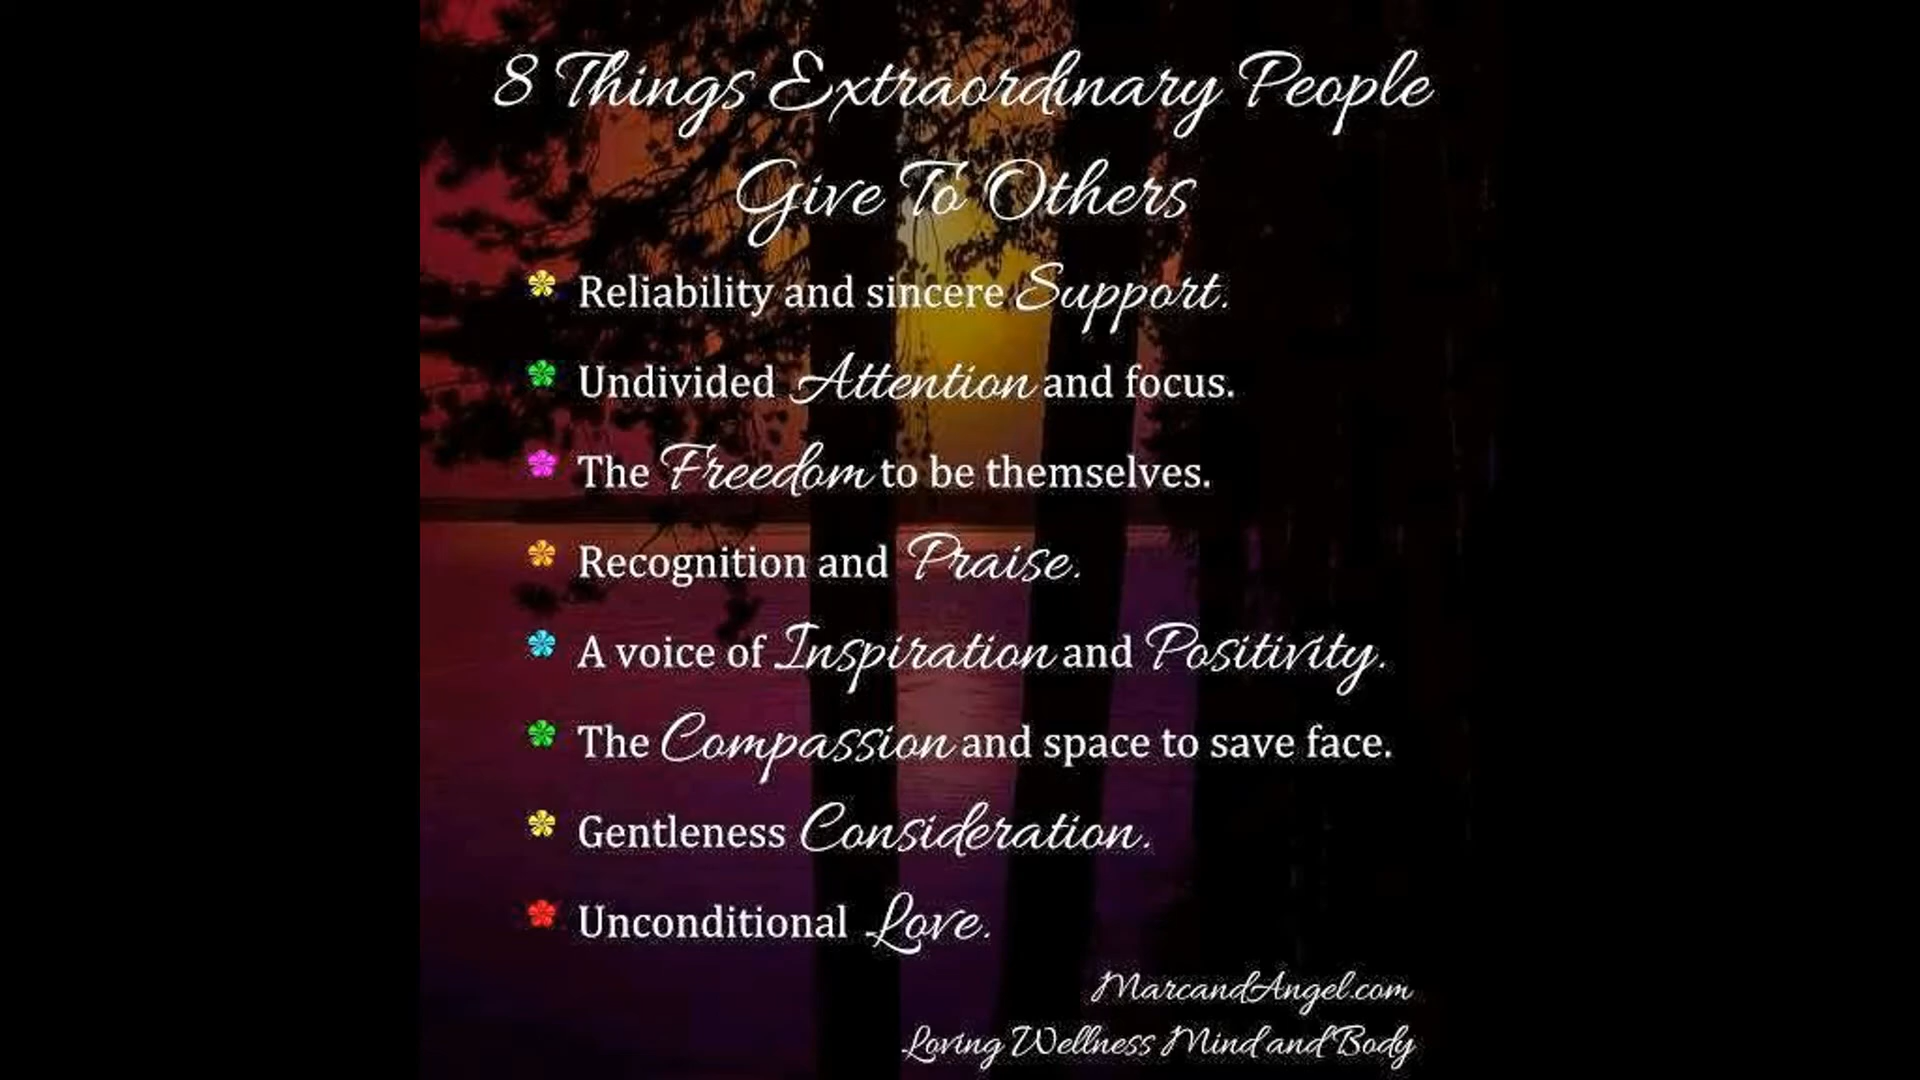 8 Things Extraordinary People
Give To Others
Reliability and sincere Support.
Undivided Attention and focus.
The Freedom to be themselves.
Recognition and Praise.
A voice of Inspiration and Positivity.
The Compassion and space to save face.
Gentleness Consideration.
Unconditional Love.
MarcandAngel.com
Loving Wellness Mind and Body